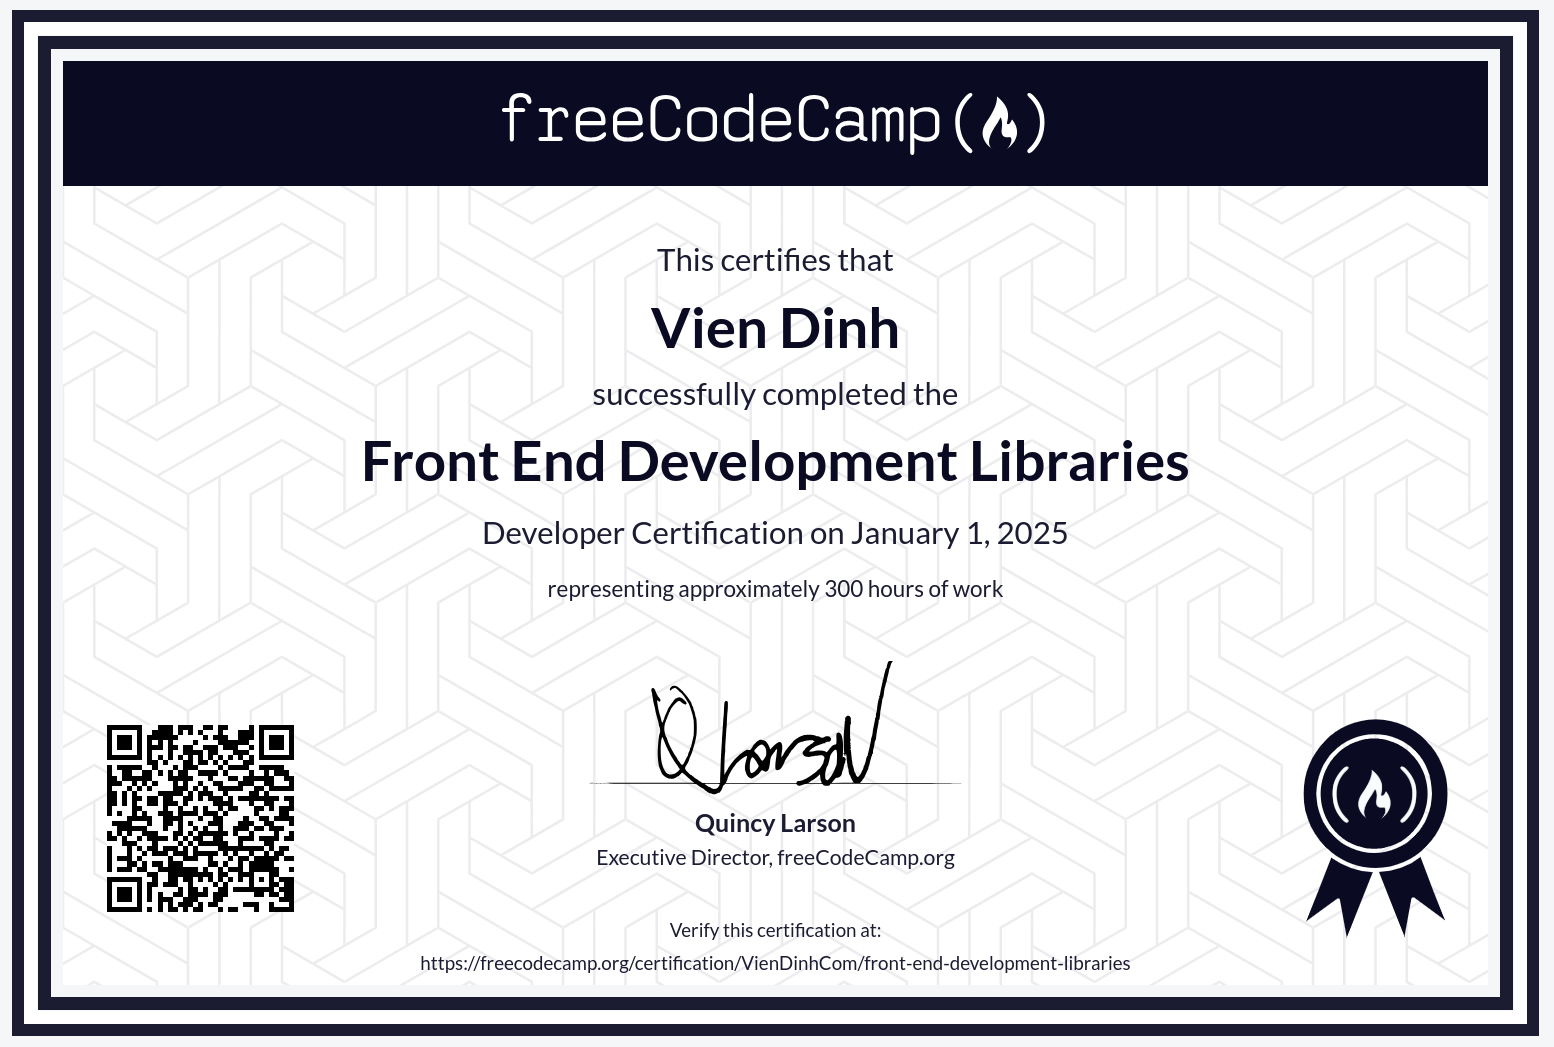 freeCodeCamp
This certifies that
Vien Dinh
successfully completed the
Front End Development Libraries
Developer Certification on January 1, 2025
representing approximately 300 hours of work
Q Larson
Quincy Larson
Executive Director, freeCodeCamp.org
Verify this certification at:
https://freecodecamp.org/certification/VienDinhCom/front-end-development-libraries